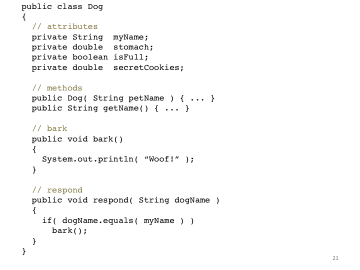 public class Dog
{
// attributes
private String myName;
private double stomach;
private boolean isFull;
private double secretCookies;
// methods
public Dog( String petName ) { ... }
public String getName() { ... }
// bark
public void bark()
{
System.out.println( “Woof!” );
}
// respond
public void respond( String dogName )
{
if( dogName.equals( myName ) )
bark();
}
}
21